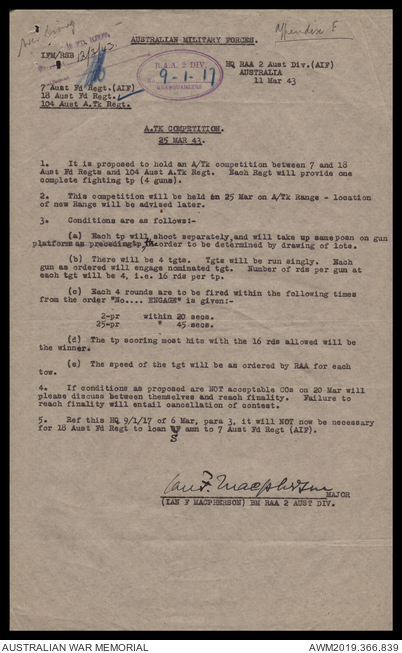 Appendix F
AUSTRALIAN MILITARY FORCES.
IFM/RNB
12/3/43.
R.A.A. 2 DIV.
9-1-17
HEADQUARTERS
HQ RAA 2 Aust Div.(AIF)
AUSTRALIA
11 Mar 43
7 Aust Fd Regt.(AIF)
18 Aust Fd Regt.
104 Aust A.Tk Regt.
A.TK COMPETITION.
25 MAR 43.
1. It is proposed to hold an A/Tk competition between 7 and 18
Aust Fd Regts and 104 Aust A.Tk Regt. Each Regt will provide one
complete fighting tp (4 guns).
2. This competition will be held on 25 Mar on A/Tk Range - location
of new Range will be advised later.
3. Conditions are as follows:-
(a) Each tp will shoot separately, and will take up same posn on gun
platform as preceding tp, in order to be determined by drawing of lots.
(b) There will be 4 tgts. Tgts will be run singly. Each
gun as ordered will engage nominated tgt. Number of rds per gun at
each tgt will be 4, i.e. 16 rds per tp.
(c) Each 4 rounds are to be fired within the following times
from the order "No.... ENGAGE" is given:-
2-pr within 20 secs.
25-pr " 45 secs.
(d) The tp scoring most hits with the 16 rds allowed will be
the winner.
(e) The speed of the tgt will be as ordered by RAA for each
tow.
4. If conditions as proposed are NOT acceptable COs on 20 Mar will
please discuss between themselves and reach finality. Failure to
reach finality will entail cancellation of contest.
5. Ref this HQ 9/1/17 of 6 Mar, para 3, it will NOT now be necessary
for 18 Aust Fd Regt to loan S amn to 7 Aust Fd Regt (AIF).
Ian F. Macpherson
MAJOR
(IAN F MACPHERSON) BM RAA 2 AUST DIV.
AUSTRALIAN WAR MEMORIAL
AWM2019.366.839